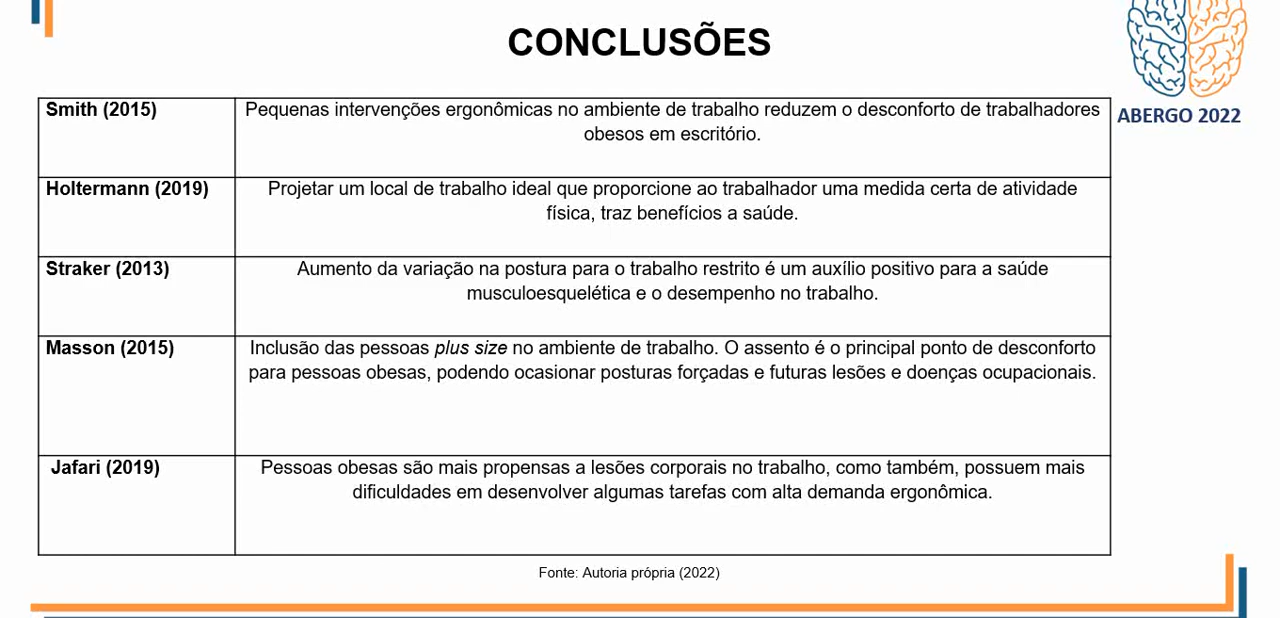 CONCLUSÕES
ABERGO 2022
Smith (2015)
Pequenas intervenções ergonômicas no ambiente de trabalho reduzem o desconforto de trabalhadores
obesos em escritório.
Holtermann (2019)
Projetar um local de trabalho ideal que proporcione ao trabalhador uma medida certa de atividade
física, traz benefícios a saúde.
Straker (2013)
Aumento da variação na postura para o trabalho restrito é um auxílio positivo para a saúde
musculoesquelética e o desempenho no trabalho.
Masson (2015)
Inclusão das pessoas plus size no ambiente de trabalho. O assento é o principal ponto de desconforto
para pessoas obesas, podendo ocasionar posturas forçadas e futuras lesões e doenças ocupacionais.
Jafari (2019)
Pessoas obesas são mais propensas a lesões corporais no trabalho, como também, possuem mais
dificuldades em desenvolver algumas tarefas com alta demanda ergonômica.
Fonte: Autoria própria (2022)